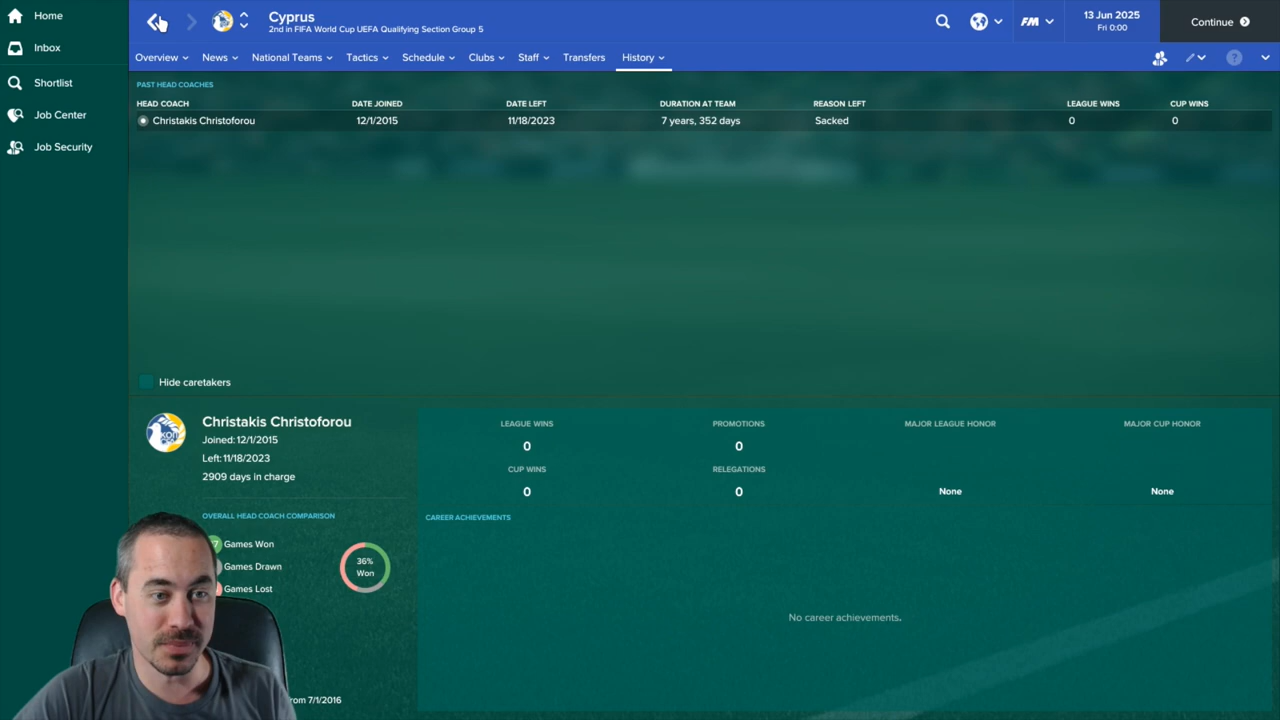 Home
Inbox
Shortlist
Job Center
Job Security
Cyprus
2nd in FIFA World Cup UEFA Qualifying Section Group 5
FM
13 Jun 2025
Fri 0:00
Continue
Overview News National Teams Tactics Schedule Clubs Staff Transfers History
?
PAST HEAD COACHES
HEAD COACH DATE JOINED DATE LEFT DURATION AT TEAM REASON LEFT LEAGUE WINS CUP WINS
Christakis Christoforou 12/1/2015 11/18/2023 7 years, 352 days Sacked 0 0
Hide caretakers
Christakis Christoforou
Joined: 12/1/2015
Left: 11/18/2023
2909 days in charge
OVERALL HEAD COACH COMPARISON
Games Won
Games Drawn
Games Lost
36%
Won
rom 7/1/2016
LEAGUE WINS PROMOTIONS MAJOR LEAGUE HONOR MAJOR CUP HONOR
0 0
CUP WINS RELEGATIONS
0 0 None None
CAREER ACHIEVEMENTS
No career achievements.